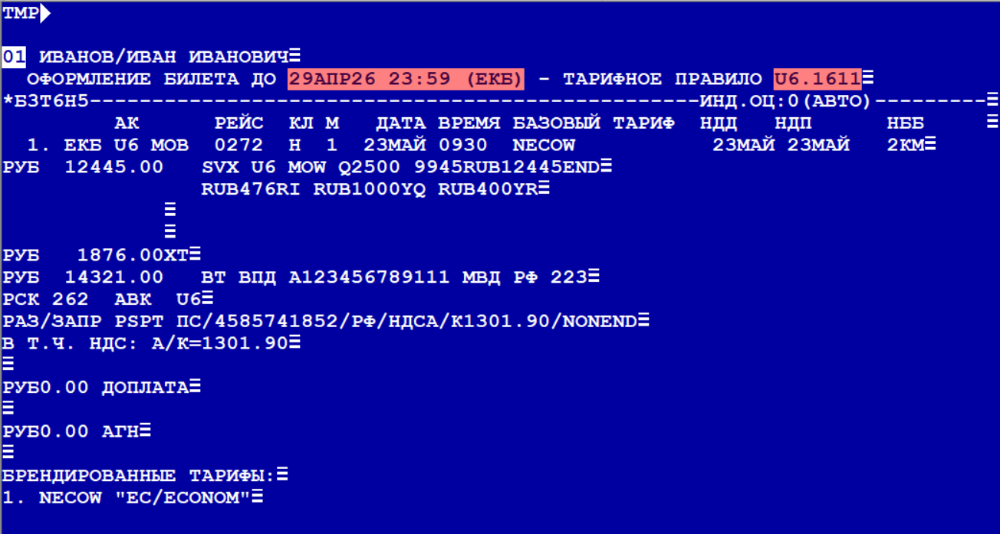 ТМР▶
01 ИВАНОВ/ИВАН ИВАНОВИЧ≡
ОФОРМЛЕНИЕ БИЛЕТА ДО 29АПР26 23:59 (ЕКБ) - ТАРИФНОЕ ПРАВИЛО U6.1611≡
*БЗТ6Н5-------------------------------------------------ИНД.ОЦ:0(АВТО)---------≡
АК РЕЙС КЛ М ДАТА ВРЕМЯ БАЗОВЫЙ ТАРИФ НДД НДП НББ ≡
1. ЕКБ U6 МОВ 0272 Н 1 23МАЙ 0930 NECOW 23МАЙ 23МАЙ 2КМ≡
РУБ 12445.00 SVX U6 MOW Q2500 9945RUB12445END≡
RUB476RI RUB1000YQ RUB400YR≡
≡
≡
РУБ 1876.00ХТ≡
РУБ 14321.00 ВТ ВПД А123456789111 МВД РФ 223≡
РСК 262 АВК U6≡
РАЗ/ЗАПР PSPT ПС/4585741852/РФ/НДСА/К1301.90/NONEND≡
В Т.Ч. НДС: А/К=1301.90≡
≡
РУБ0.00 ДОПЛАТА≡
≡
РУБ0.00 АГН≡
≡
БРЕНДИРОВАННЫЕ ТАРИФЫ:≡
1. NECOW "EC/ECONOM"≡